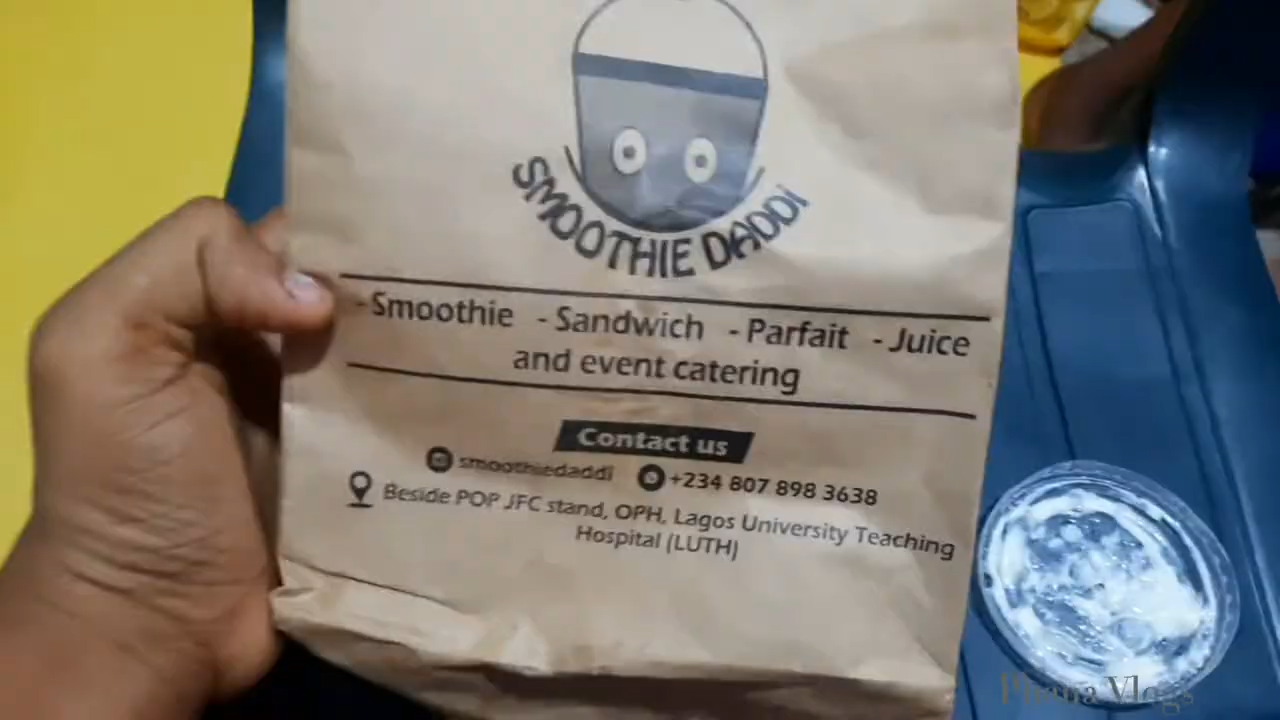 SMOOTHIE DADDI
- Smoothie - Sandwich - Parfait - Juice
and event catering
Contact us
smoothiedaddi +234 807 898 3638
Beside POP JFC stand, OPH, Lagos University Teaching
Hospital (LUTH)
Vlogs